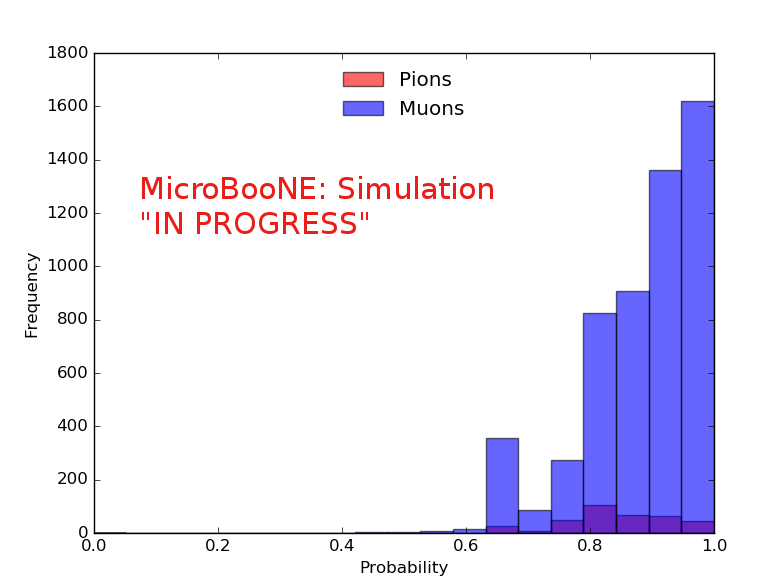 1800
1600
1400
1200
1000
800
600
400
200
0
Frequency
Pions
Muons
MicroBooNE: Simulation
"IN PROGRESS"
0.0 0.2 0.4 0.6 0.8 1.0
Probability